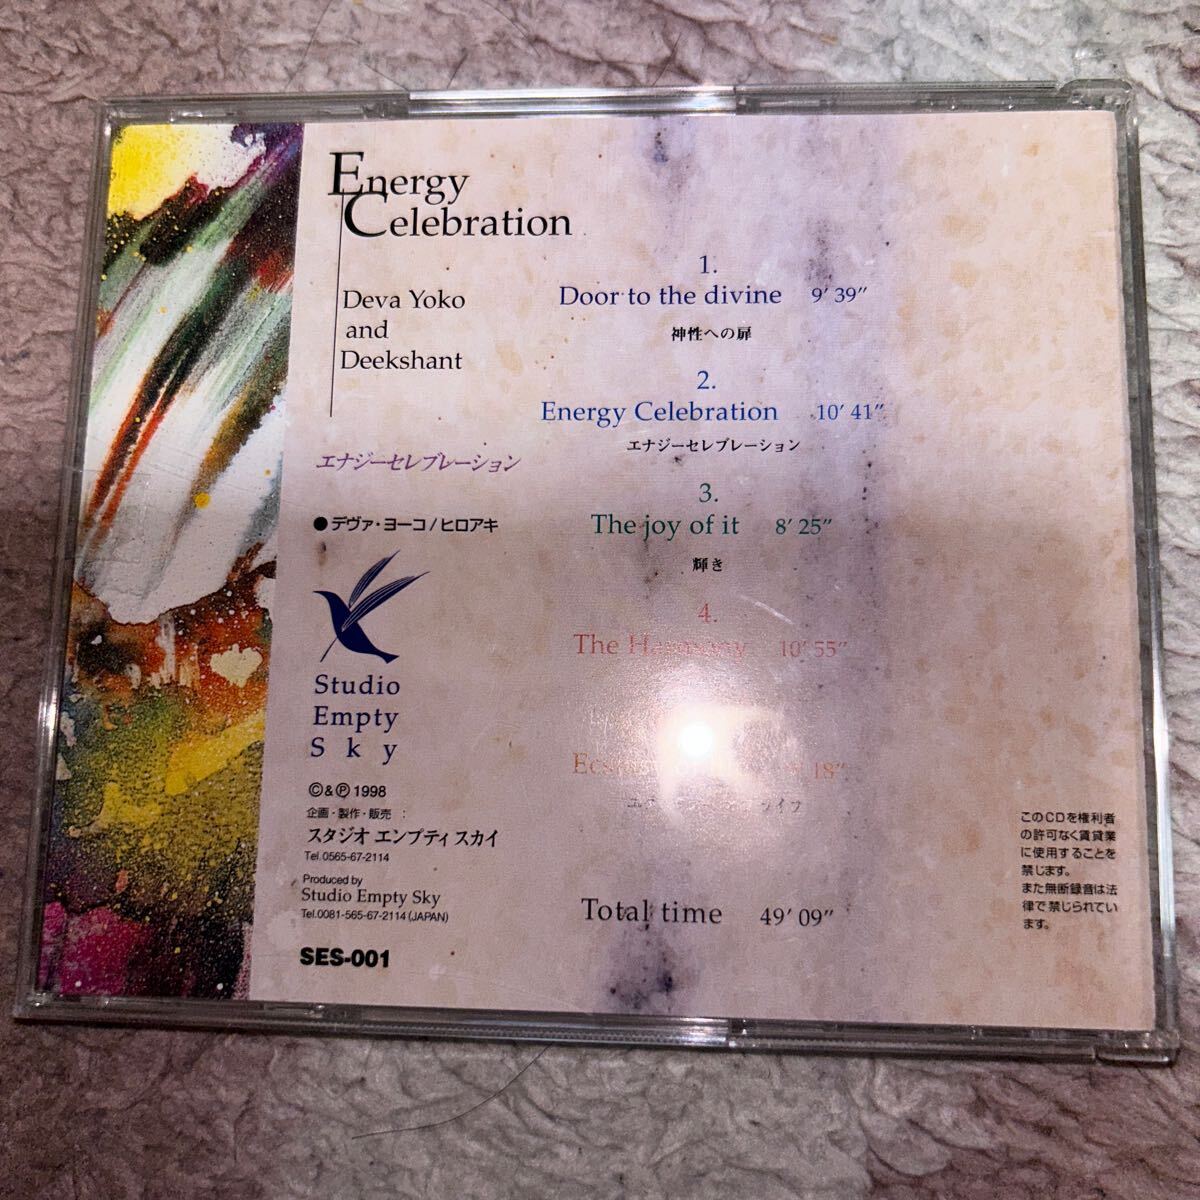 Energy
Celebration
Deva Yoko
and
Deekshant
エナジーセレブレーション
●デヴァ・ヨーコ/ヒロアキ
Studio
Empty
Sky
©&℗1998
企画・製作・販売 :
スタジオ エンプティ スカイ
Tel.0565-67-2114
Produced by
Studio Empty Sky
Tel.0081-565-67-2114(JAPAN)
SES-001
1.
Door to the divine 9'39"
神性への扉
2.
Energy Celebration 10'41"
エナジーセレブレーション
3.
The joy of it 8'25"
輝き
4.
The Harmony 10'55"
18"
Total time 49'09"
このCDを権利者
の許可なく賃貸業
に使用することを
禁じます。
また無断録音は法
律で禁じられてい
ます。